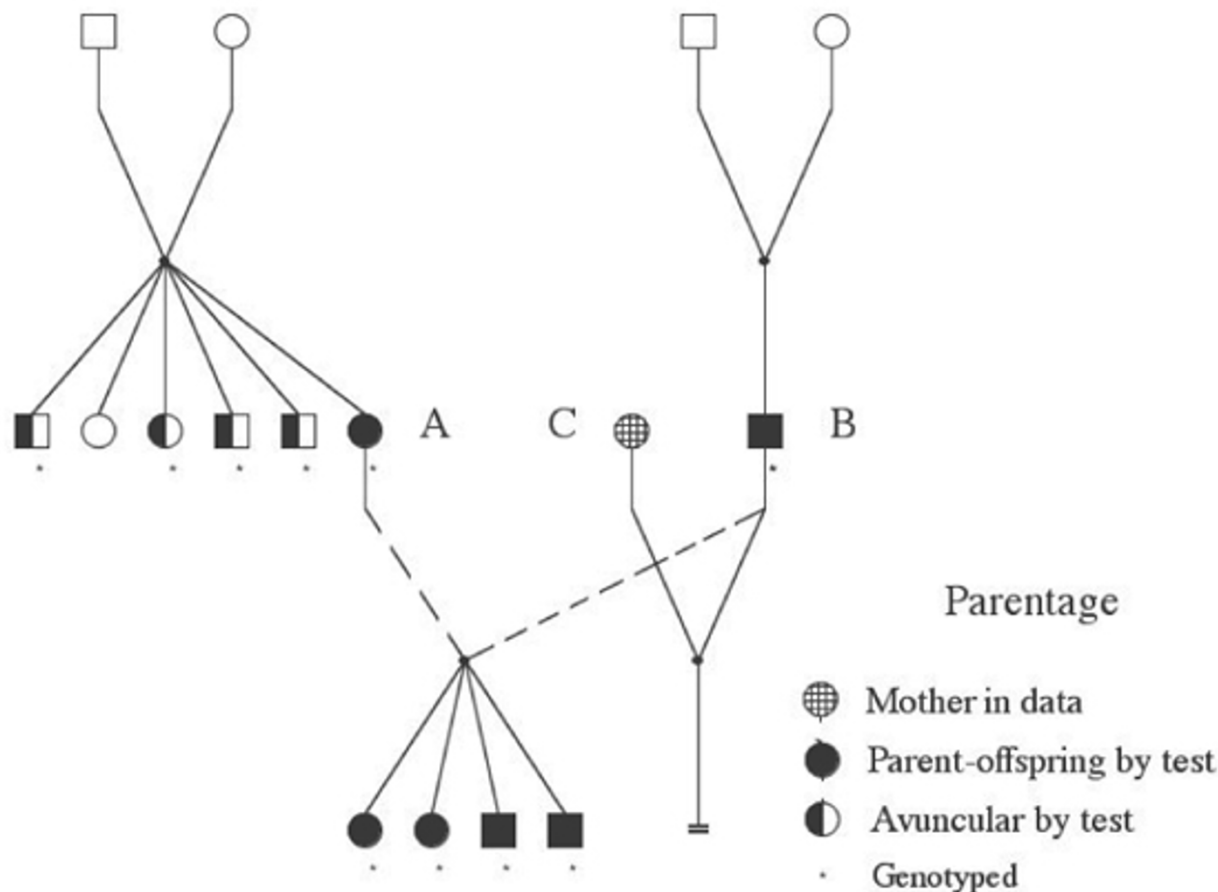 A
C
B
Parentage
Mother in data
Parent-offspring by test
Avuncular by test
Genotyped